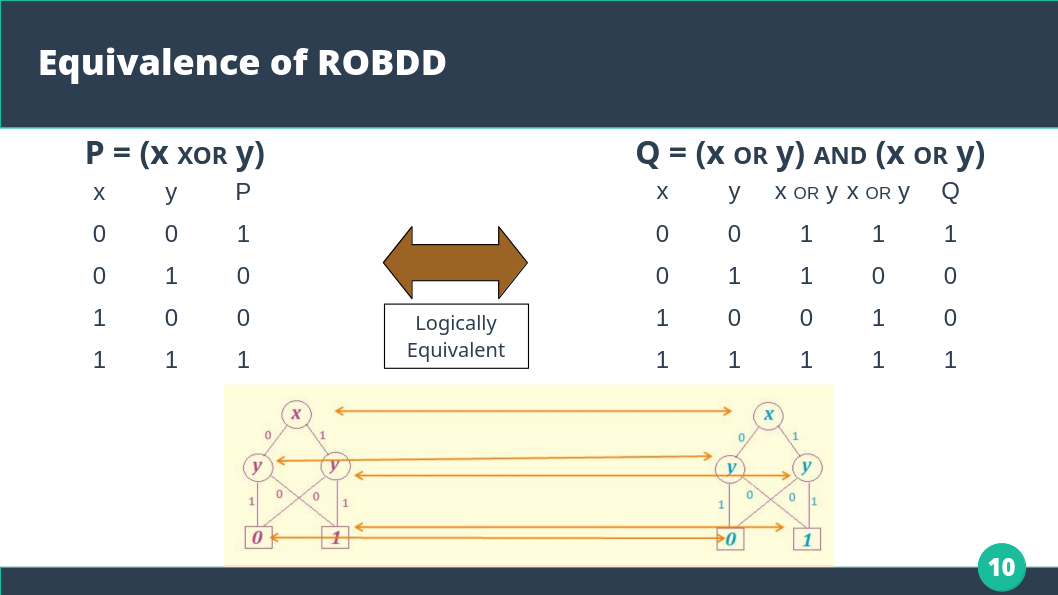 Equivalence of ROBDD
P = (x XOR y)
x y P
0 0 1
0 1 0
1 0 0
1 1 1
Logically
Equivalent
Q = (x OR y) AND (x OR y)
x y x OR y x OR y Q
0 0 1 1 1
0 1 1 0 0
1 0 0 1 0
1 1 1 1 1
x x
0 1 0 1
y y y y
1 0 0 1 1 0 0 1
0 1 0 1
10